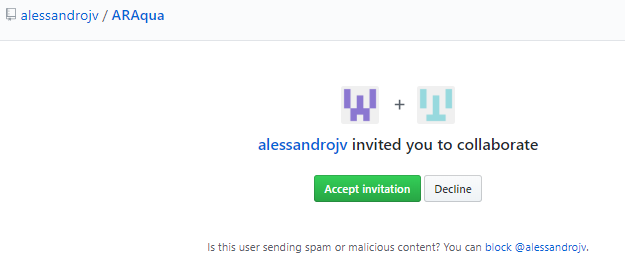 alessandrojv / ARAqua
+
alessandrojv invited you to collaborate
Accept invitation Decline
Is this user sending spam or malicious content? You can block @alessandrojv.